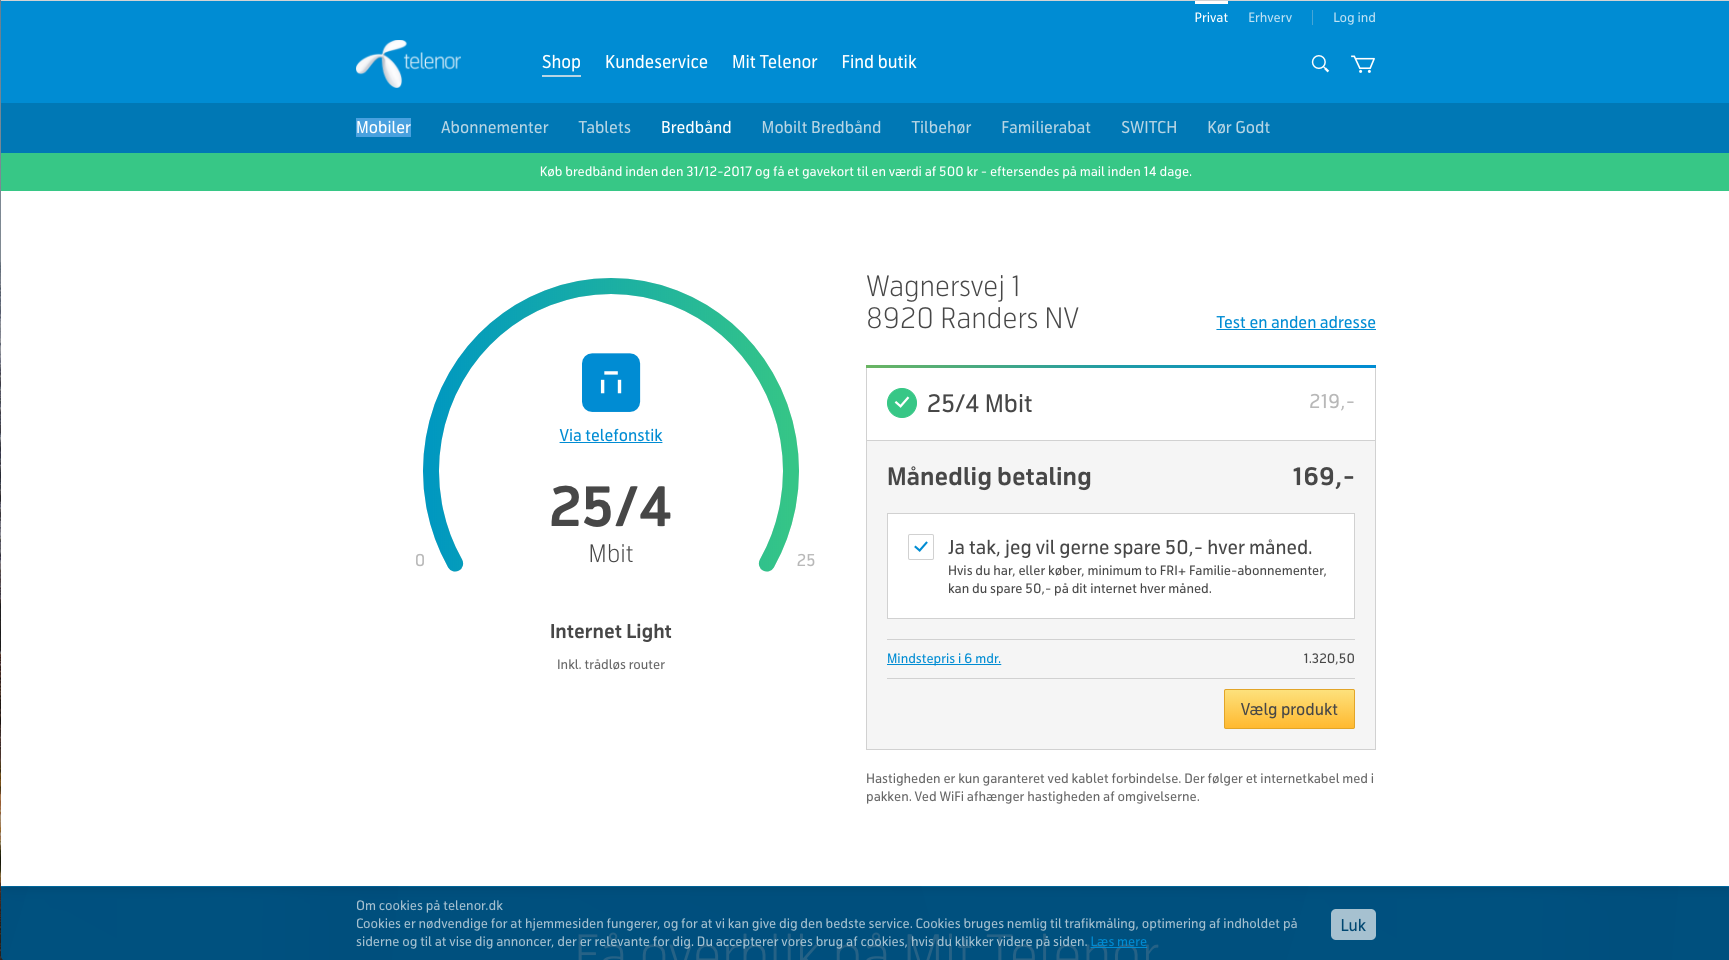 Privat Erhverv Log ind
telenor Shop Kundeservice Mit Telenor Find butik
Mobiler Abonnementer Tablets Bredbånd Mobilt Bredbånd Tilbehør Familierabat SWITCH Kør Godt
Køb bredbånd inden den 31/12-2017 og få et gavekort til en værdi af 500 kr - eftersendes på mail inden 14 dage.
Via telefonstik
25/4
Mbit
0 25
Internet Light
Inkl. trådløs router
Wagnersvej 1
8920 Randers NV
Test en anden adresse
25/4 Mbit 219,-
Månedlig betaling 169,-
Ja tak, jeg vil gerne spare 50,- hver måned.
Hvis du har, eller køber, minimum to FRI+ Familie-abonnementer,
kan du spare 50,- på dit internet hver måned.
Mindstepris i 6 mdr. 1.320,50
Vælg produkt
Hastigheden er kun garanteret ved kablet forbindelse. Der følger et internetkabel med i
pakken. Ved WiFi afhænger hastigheden af omgivelserne.
Om cookies på telenor.dk
Cookies er nødvendige for at hjemmesiden fungerer, og for at vi kan give dig den bedste service. Cookies bruges nemlig til trafikmåling, optimering af indholdet på
siderne og til at vise dig annoncer, der er relevante for dig. Du accepterer vores brug af cookies, hvis du klikker videre på siden. Læs mere
Luk
Få overblik på Mit Telenor